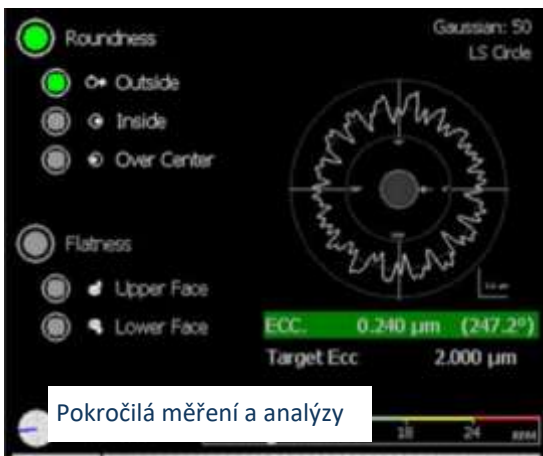 Roundness
Gaussian: 50
LS Circle
Outside
Inside
Over Center
Flatness
Upper Face
Lower Face
ECC. 0.240 µm (247.2°)
Target Ecc 2.000 µm
Pokročilá měření a analýzy
18 24 RPM